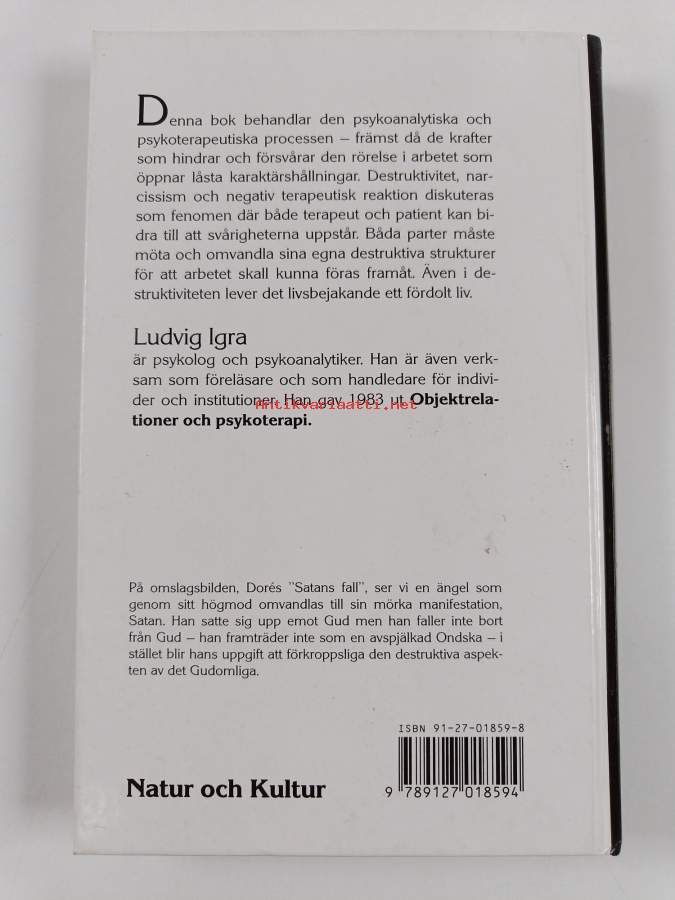 Denna bok behandlar den psykoanalytiska och
psykoterapeutiska processen – främst då de krafter
som hindrar och försvårar den rörelse i arbetet som
öppnar låsta karaktärshållningar. Destruktivitet, nar-
cissism och negativ terapeutisk reaktion diskuteras
som fenomen där både terapeut och patient kan bi-
dra till att svårigheterna uppstår. Båda parter måste
möta och omvandla sina egna destruktiva strukturer
för att arbetet skall kunna föras framåt. Även i de-
struktiviteten lever det livsbejakande ett fördolt liv.
Ludvig Igra
är psykolog och psykoanalytiker. Han är även verk-
sam som föreläsare och som handledare för indivi-
der och institutioner. Han gav 1983 ut Objektrela-
Antikvariaatti.net
tioner och psykoterapi.
På omslagsbilden, Dorés "Satans fall", ser vi en ängel som
genom sitt högmod omvandlas till sin mörka manifestation,
Satan. Han satte sig upp emot Gud men han faller inte bort
från Gud – han framträder inte som en avspjälkad Ondska – i
stället blir hans uppgift att förkroppsliga den destruktiva aspek-
ten av det Gudomliga.
ISBN 91-27-01859-8
Natur och Kultur
9 789127 018594